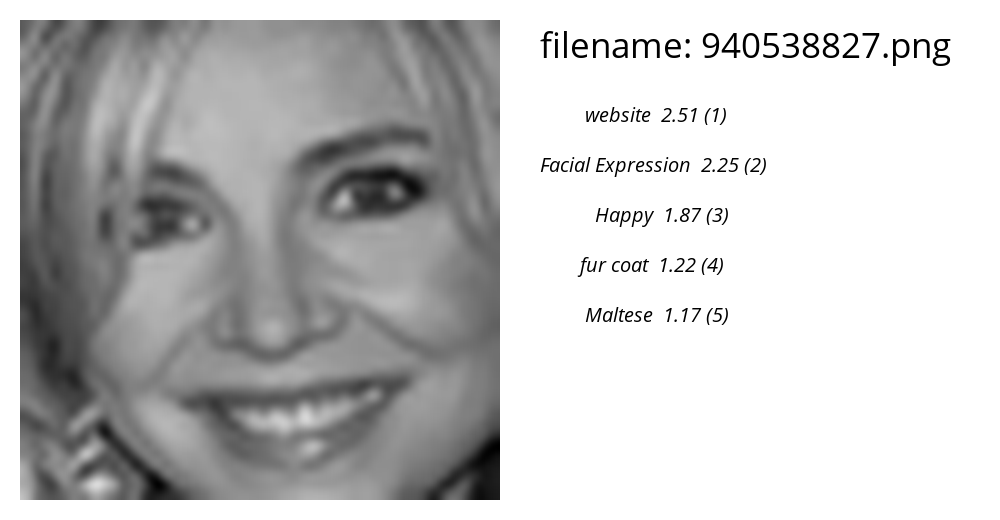 filename: 940538827.png
website 2.51 (1)
Facial Expression 2.25 (2)
Happy 1.87 (3)
fur coat 1.22 (4)
Maltese 1.17 (5)